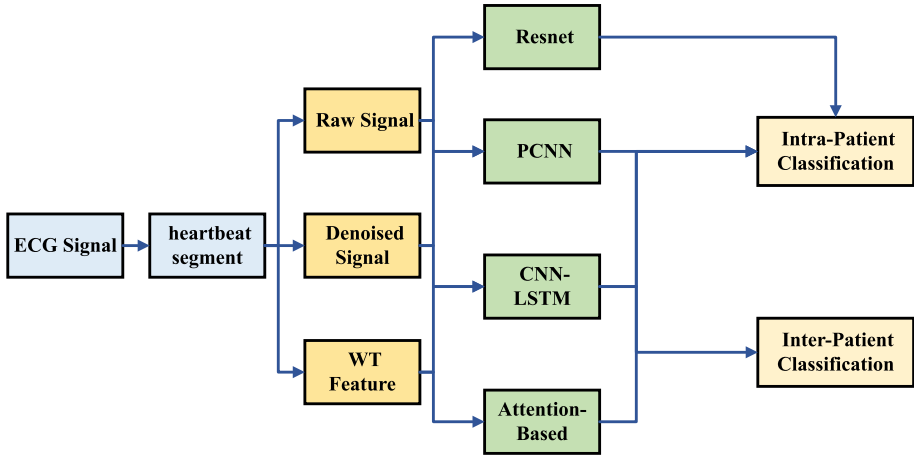 ECG Signal
heartbeat
segment
Raw Signal
Denoised
Signal
WT
Feature
Resnet
PCNN
CNN-
LSTM
Attention-
Based
Intra-Patient
Classification
Inter-Patient
Classification